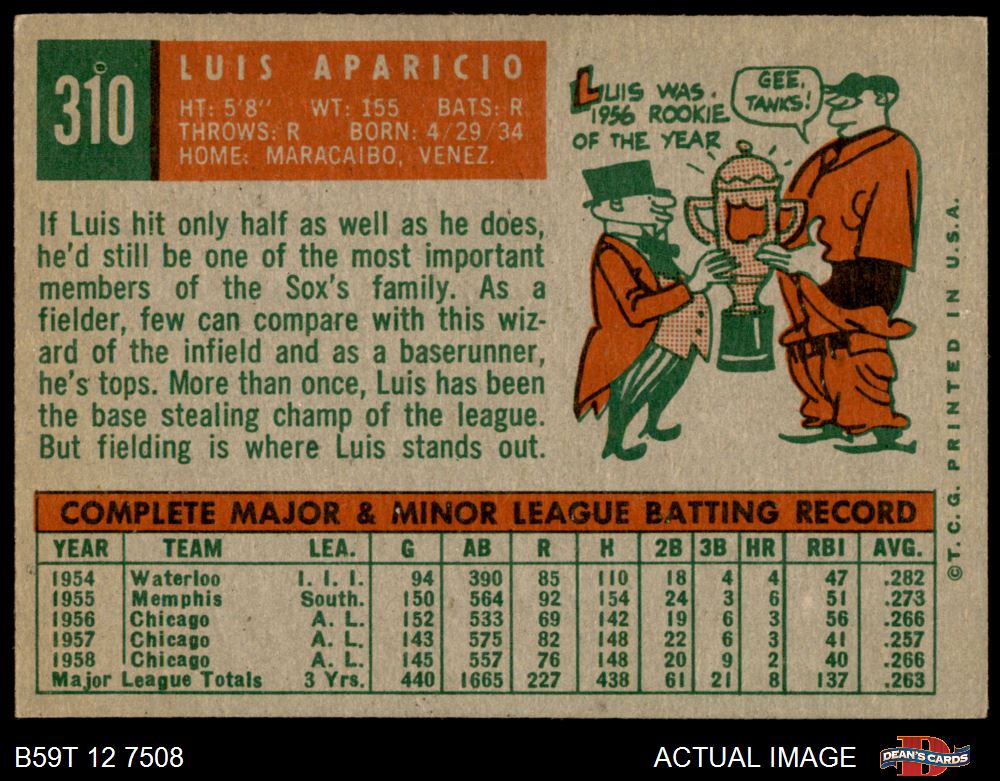 310
LUIS APARICIO
HT: 5'8" WT: 155 BATS: R
THROWS: R BORN: 4/29/34
HOME: MARACAIBO, VENEZ.
LUIS WAS.
1956 ROOKIE
OF THE YEAR
GEE,
TANKS!
If Luis hit only half as well as he does,
he'd still be one of the most important
members of the Sox's family. As a
fielder, few can compare with this wiz-
ard of the infield and as a baserunner,
he's tops. More than once, Luis has been
the base stealing champ of the league.
But fielding is where Luis stands out.
COMPLETE MAJOR & MINOR LEAGUE BATTING RECORD
YEAR TEAM LEA. G AB R H 2B 3B HR RBI AVG.
1954 Waterloo I. I. I. 94 390 85 110 18 4 4 47 .282
1955 Memphis South. 150 564 92 154 24 3 6 51 .273
1956 Chicago A. L. 152 533 69 142 19 6 3 56 .266
1957 Chicago A. L. 143 575 82 148 22 6 3 41 .257
1958 Chicago A. L. 145 557 76 148 20 9 2 40 .266
Major League Totals 3 Yrs. 440 1665 227 438 61 21 8 137 .263
©T. C. G. PRINTED IN U.S.A.
B59T 12 7508
ACTUAL IMAGE
DEAN'S CARDS